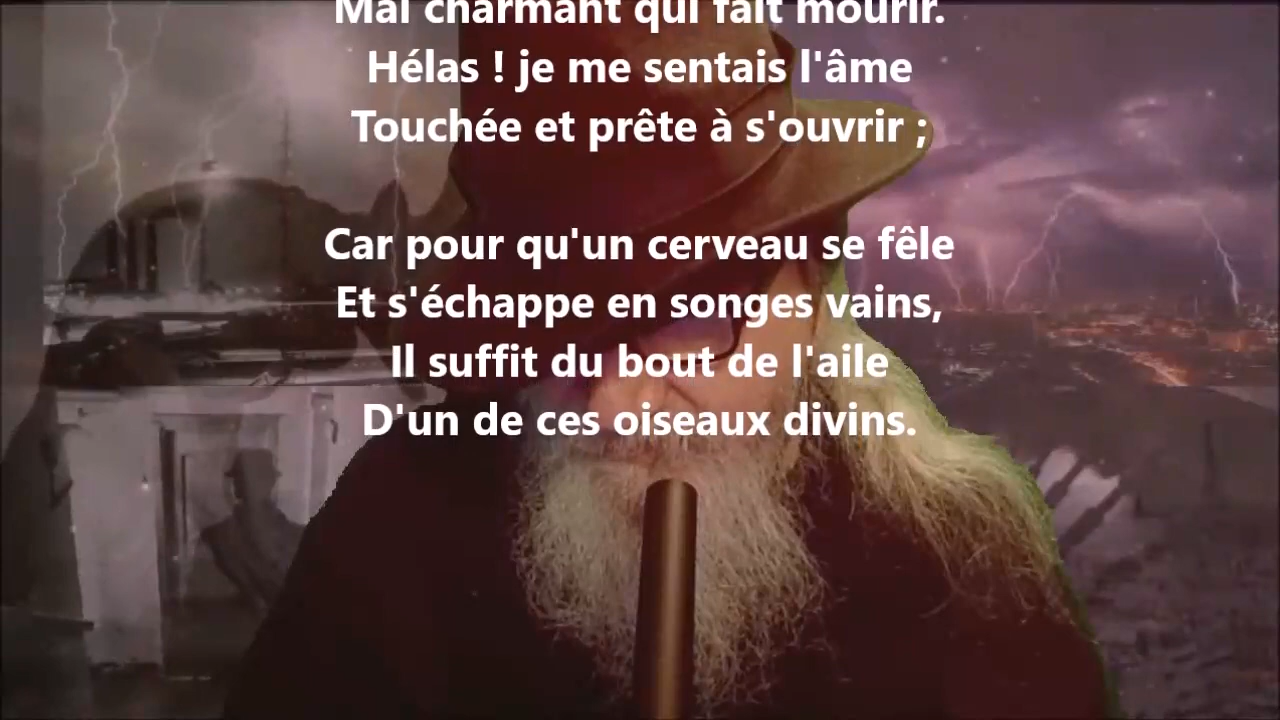 Mal charmant qui fait mourir.
Hélas ! je me sentais l'âme
Touchée et prête à s'ouvrir ;
Car pour qu'un cerveau se fêle
Et s'échappe en songes vains,
Il suffit du bout de l'aile
D'un de ces oiseaux divins.